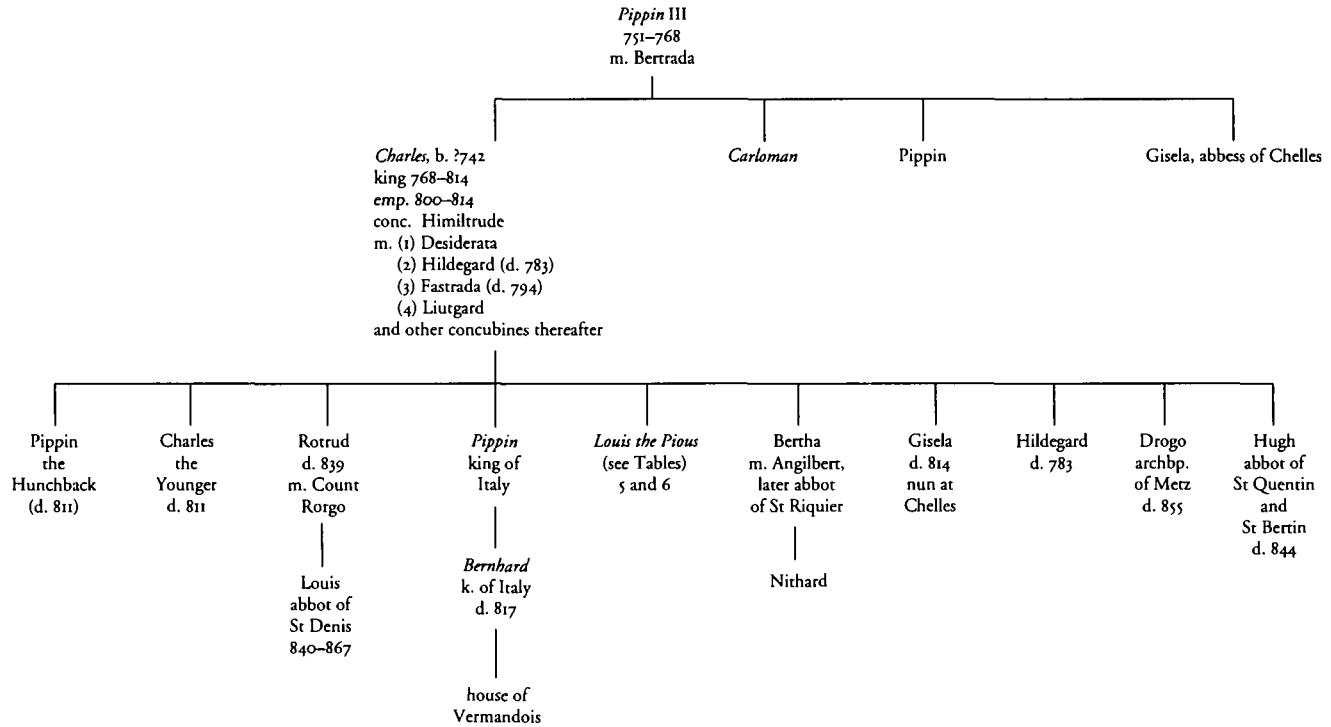 Pippin III
751–768
m. Bertrada
Charles, b. ?742
king 768–814
emp. 800–814
conc. Himiltrude
m. (1) Desiderata
(2) Hildegard (d. 783)
(3) Fastrada (d. 794)
(4) Liutgard
and other concubines thereafter
Carloman
Pippin
Gisela, abbess of Chelles
Pippin
the
Hunchback
(d. 811)
Charles
the
Younger
d. 811
Rotrud
d. 839
m. Count
Rorgo
Pippin
king of
Italy
Louis the Pious
(see Tables)
5 and 6
Bertha
m. Angilbert,
later abbot
of St Riquier
Gisela
d. 814
nun at
Chelles
Hildegard
d. 783
Drogo
archbp.
of Metz
d. 855
Hugh
abbot of
St Quentin
and
St Bertin
d. 844
Louis
abbot of
St Denis
840–867
Bernhard
k. of Italy
d. 817
Nithard
house of
Vermandois